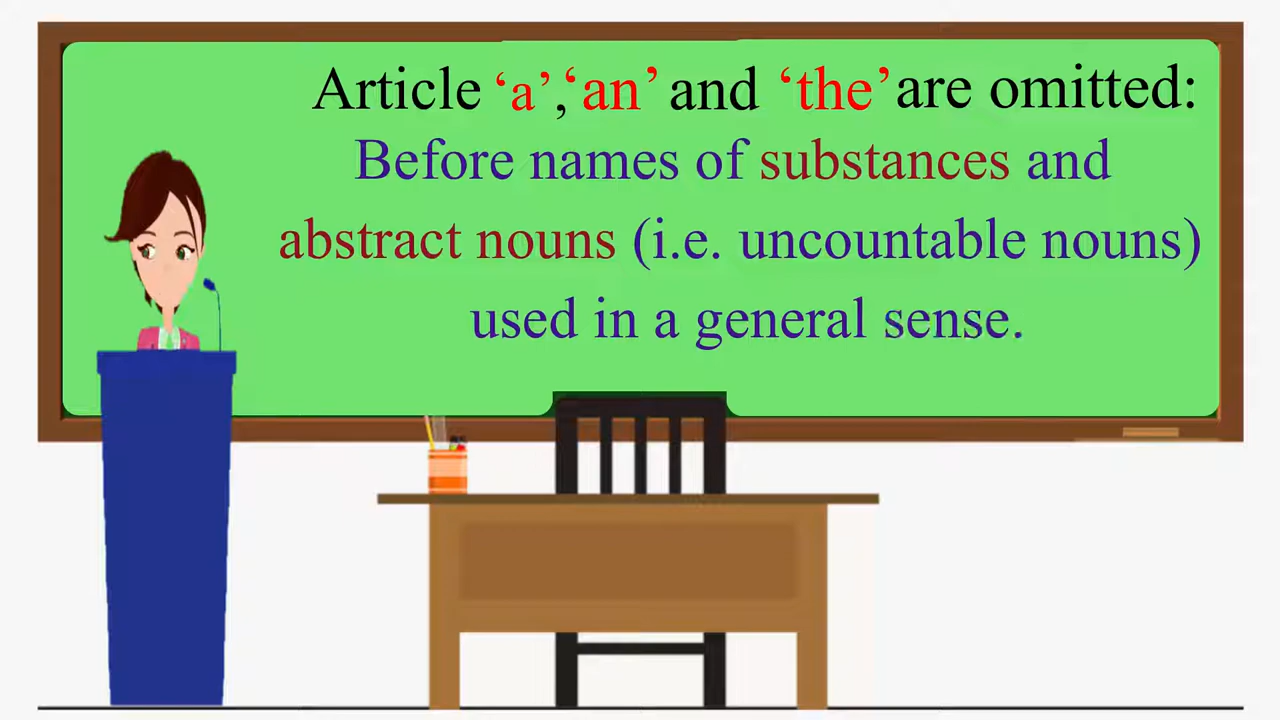 Article ‘a’,‘an’ and ‘the’ are omitted:
Before names of substances and
abstract nouns (i.e. uncountable nouns)
used in a general sense.